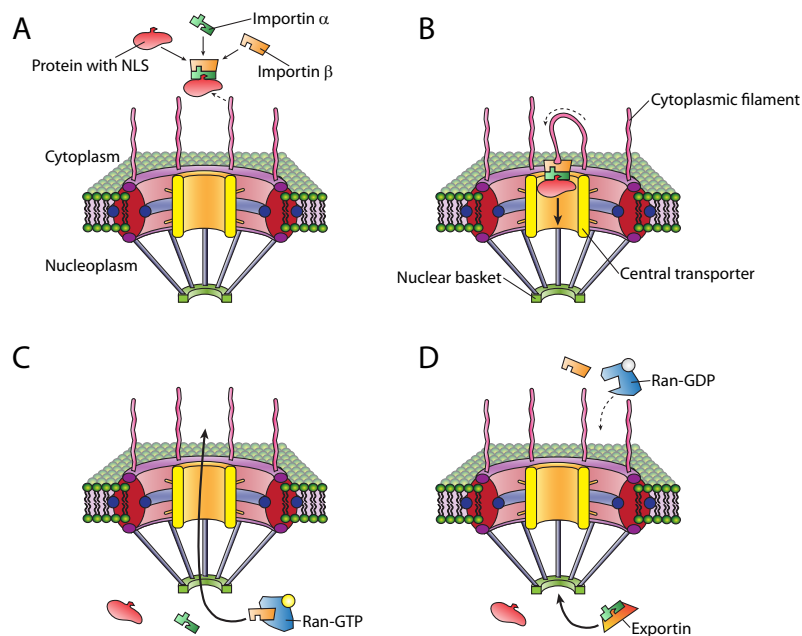 A
Importin α
Protein with NLS
Importin β
Cytoplasm
Nucleoplasm
B
Cytoplasmic filament
Central transporter
Nuclear basket
C
Ran-GTP
D
Ran-GDP
Exportin